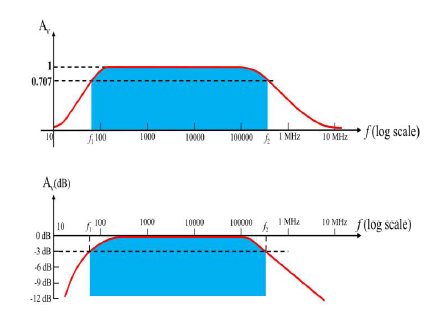 Av
1
0.707
10 f1 100 1000 10000 100000 f2 1 MHz 10 MHz f (log scale)
Av(dB)
10 f1 100 1000 10000 100000 f2 1 MHz 10 MHz f (log scale)
0 dB
-3 dB
-6 dB
-9 dB
-12 dB